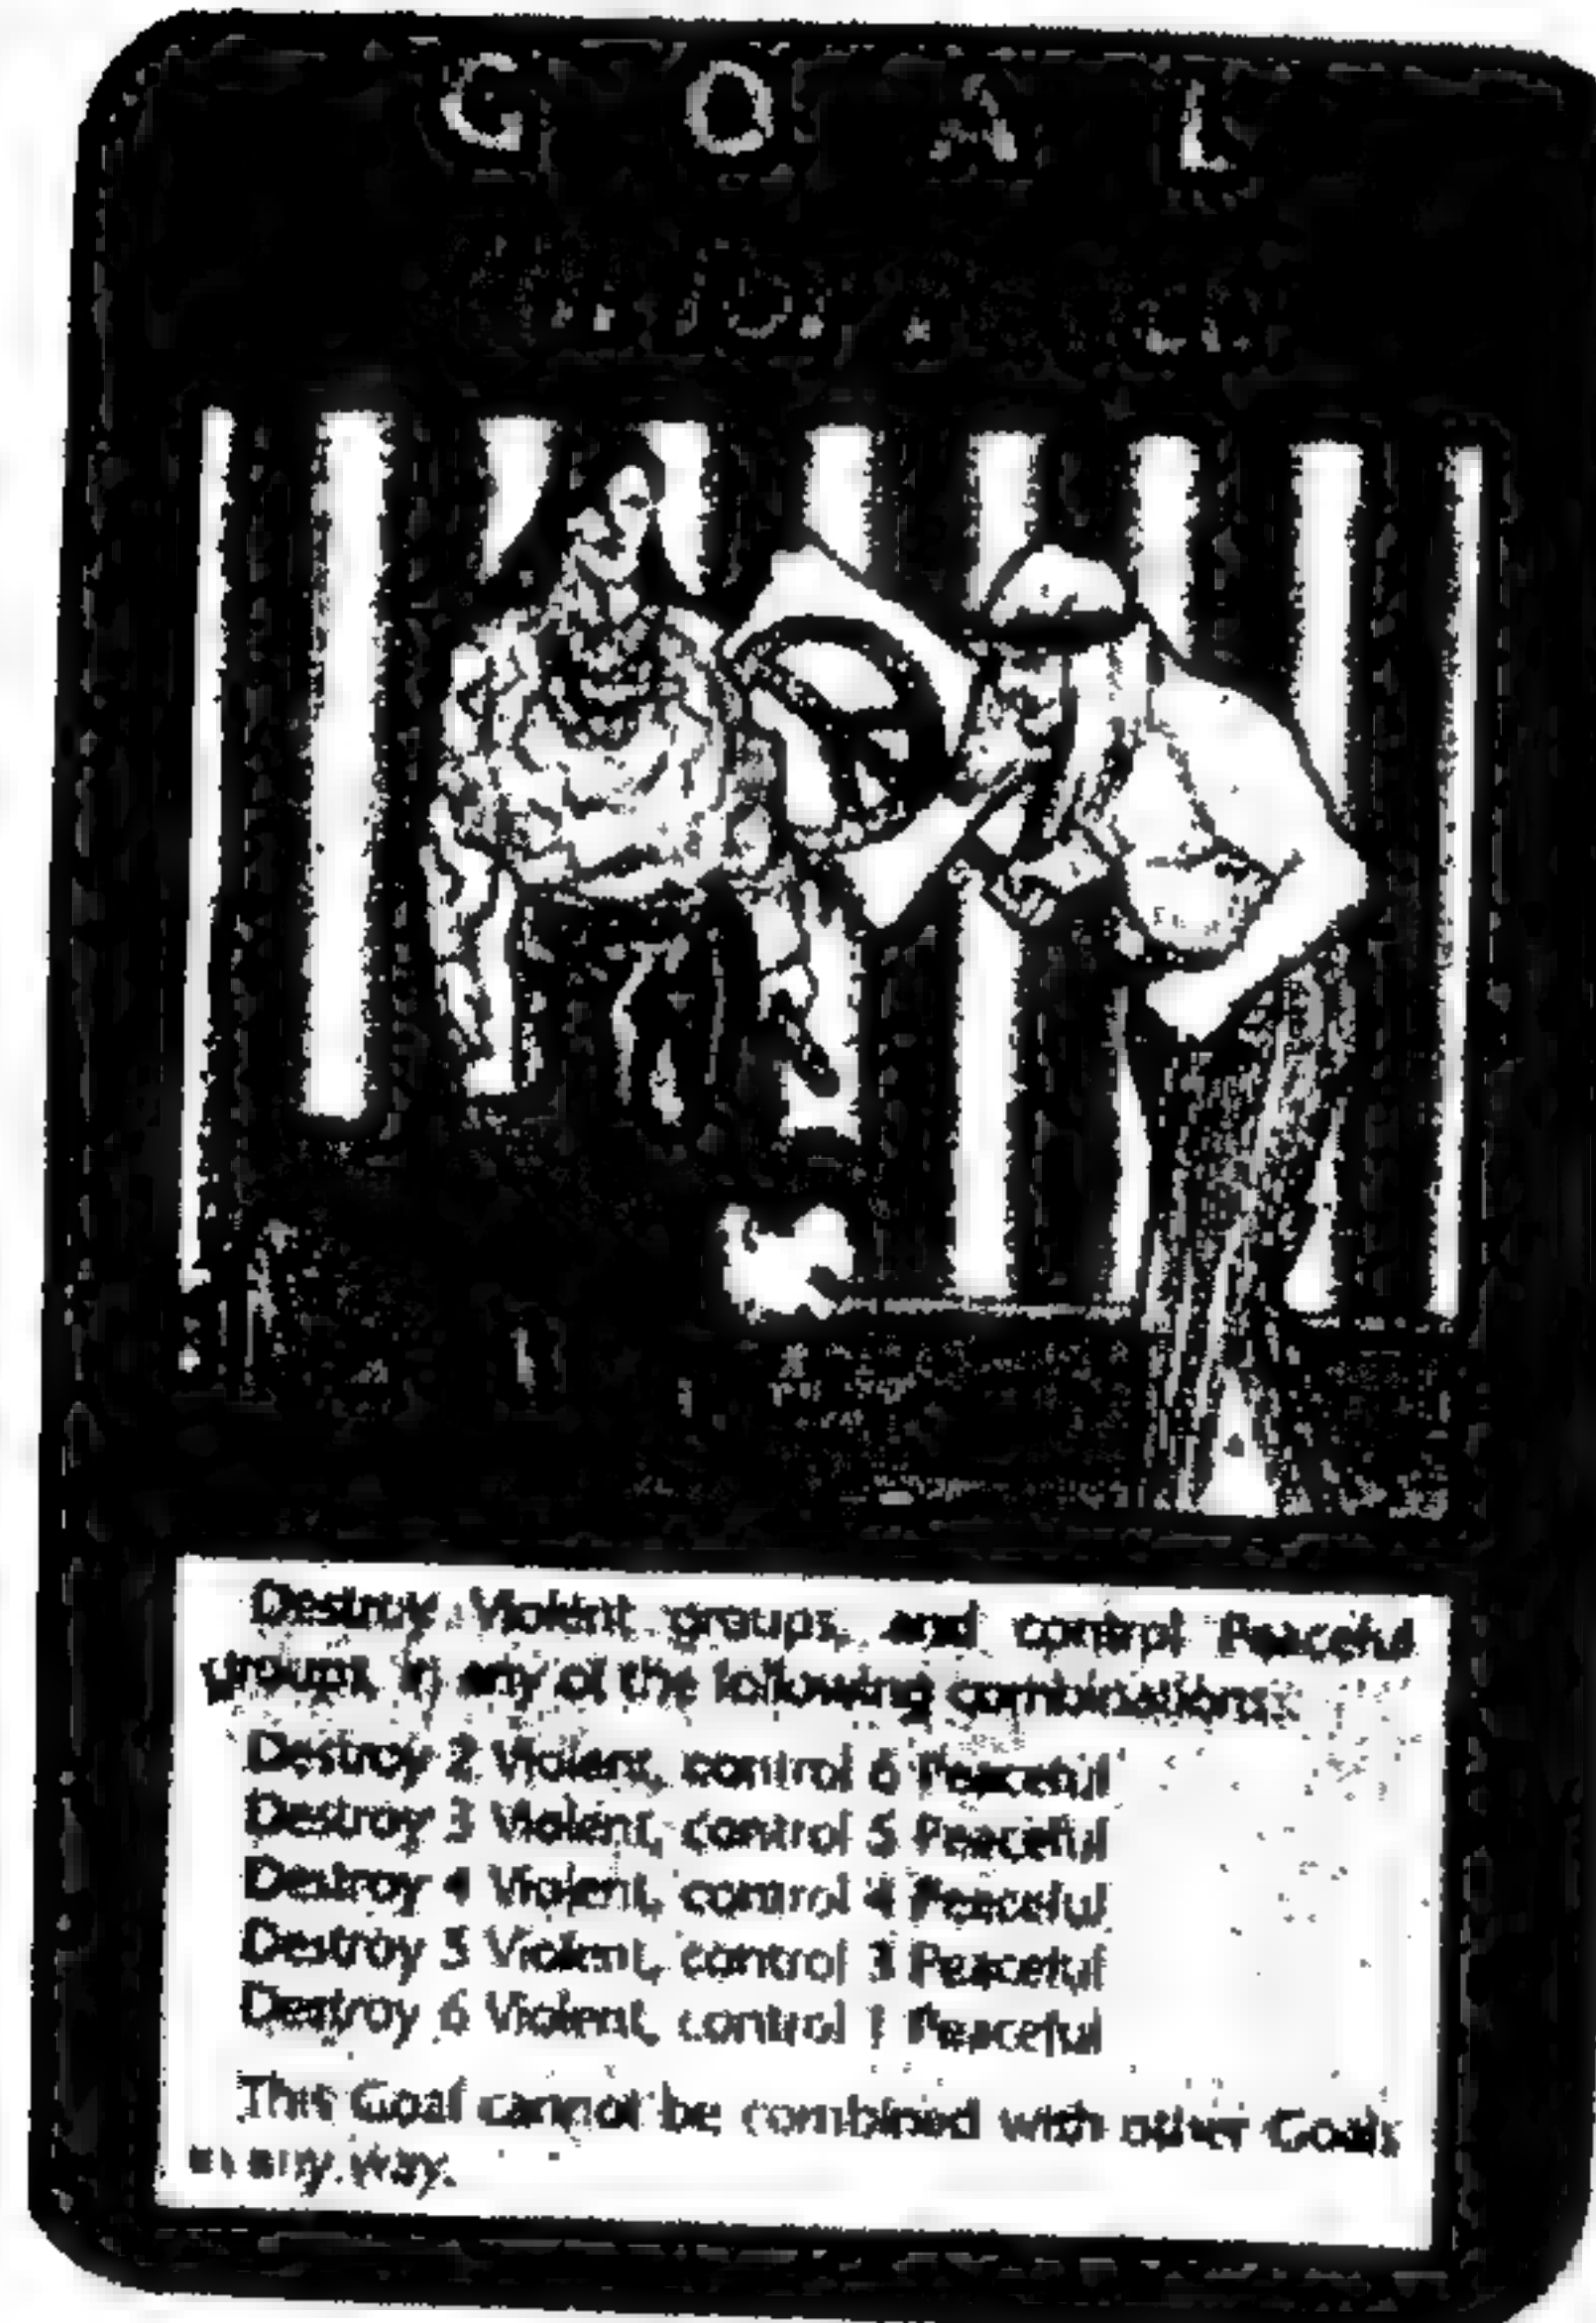 GOAL
Destroy Violent groups, and control Peaceful
groups, in any of the following combinations:
Destroy 2 Violent, control 6 Peaceful
Destroy 3 Violent, control 5 Peaceful
Destroy 4 Violent, control 4 Peaceful
Destroy 5 Violent, control 3 Peaceful
Destroy 6 Violent, control 1 Peaceful
This Goal cannot be combined with other Goals
in any way.